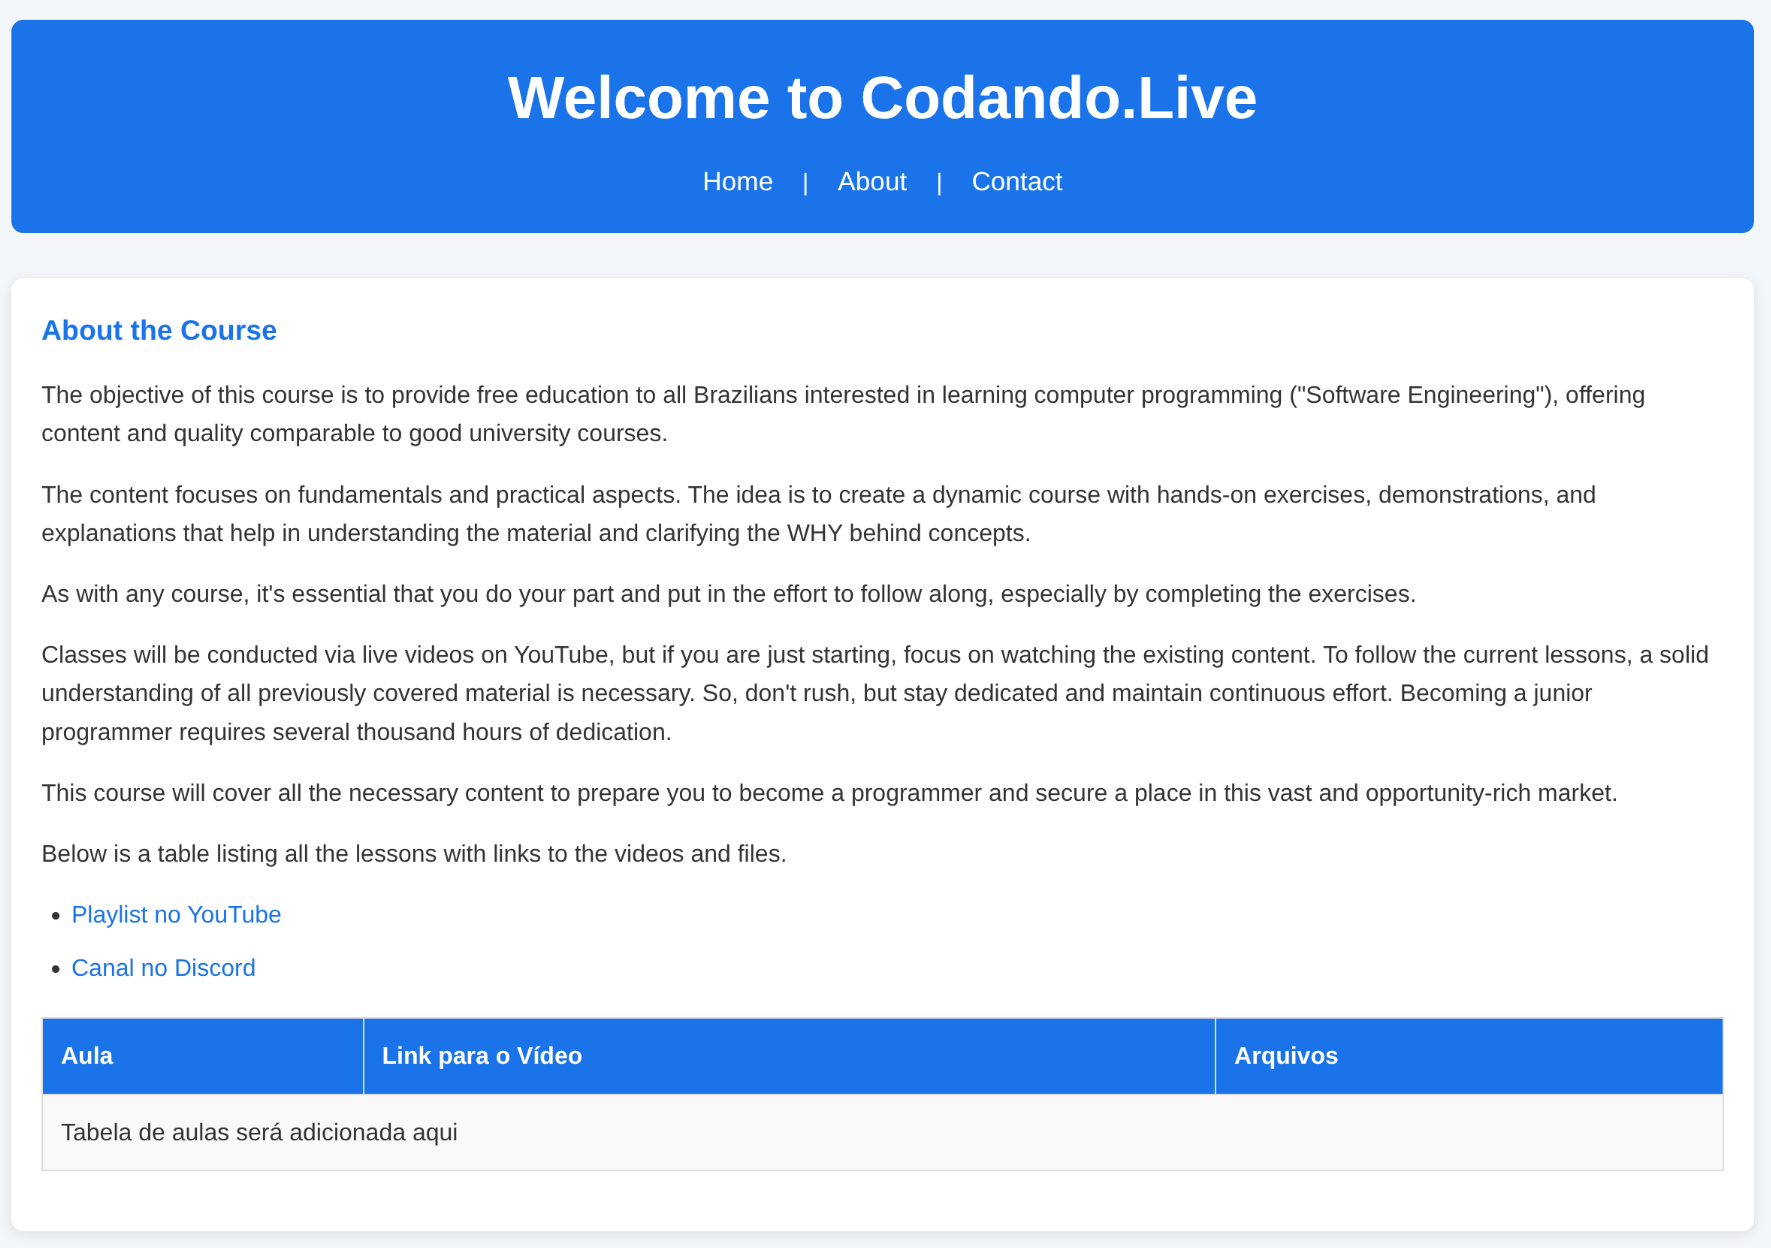 Welcome to Codando.Live
Home | About | Contact
About the Course
The objective of this course is to provide free education to all Brazilians interested in learning computer programming ("Software Engineering"), offering
content and quality comparable to good university courses.
The content focuses on fundamentals and practical aspects. The idea is to create a dynamic course with hands-on exercises, demonstrations, and
explanations that help in understanding the material and clarifying the WHY behind concepts.
As with any course, it's essential that you do your part and put in the effort to follow along, especially by completing the exercises.
Classes will be conducted via live videos on YouTube, but if you are just starting, focus on watching the existing content. To follow the current lessons, a solid
understanding of all previously covered material is necessary. So, don't rush, but stay dedicated and maintain continuous effort. Becoming a junior
programmer requires several thousand hours of dedication.
This course will cover all the necessary content to prepare you to become a programmer and secure a place in this vast and opportunity-rich market.
Below is a table listing all the lessons with links to the videos and files.
• Playlist no YouTube
• Canal no Discord
Aula Link para o Vídeo Arquivos
Tabela de aulas será adicionada aqui